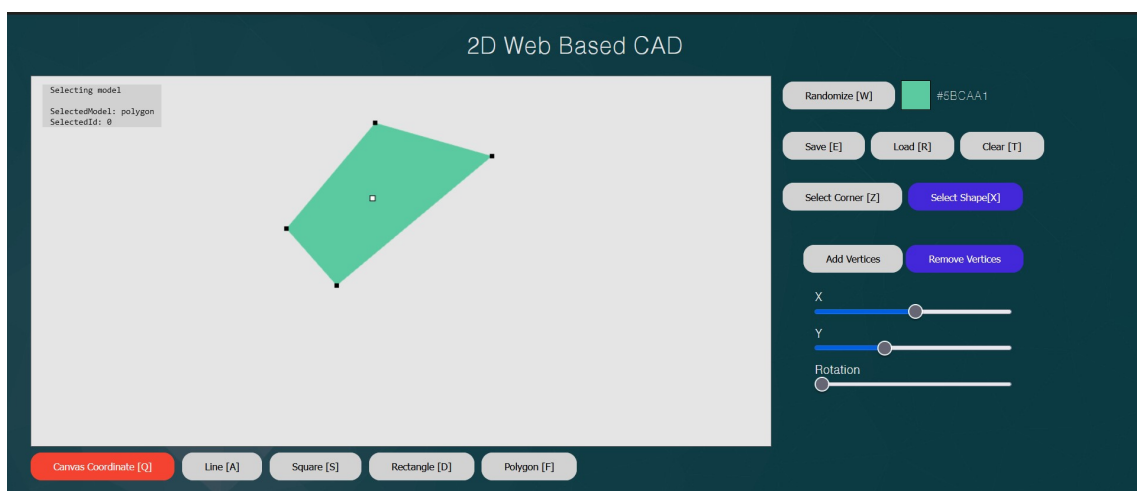 2D Web Based CAD
Selecting model
SelectedModel: polygon
SelectedId: 0
Randomize [W]
#5BCAA1
Save [E]
Load [R]
Clear [T]
Select Corner [Z]
Select Shape[X]
Add Vertices
Remove Vertices
X
Y
Rotation
Canvas Coordinate [Q]
Line [A]
Square [S]
Rectangle [D]
Polygon [F]